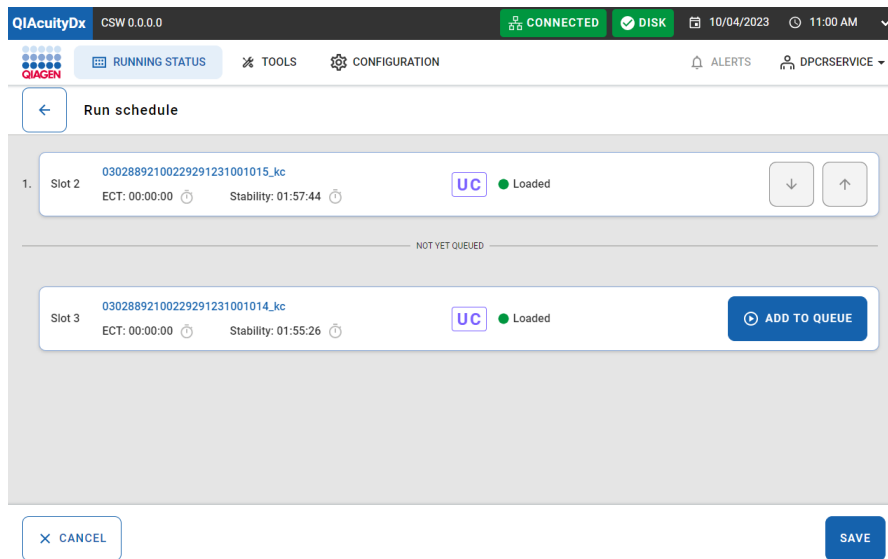 QIAcuityDx CSW 0.0.0.0 CONNECTED DISK 10/04/2023 11:00 AM
QIAGEN RUNNING STATUS TOOLS CONFIGURATION ALERTS DPCRSERVICE
Run schedule
1. Slot 2 03028892100229291231001015_kc UC Loaded
ECT: 00:00:00 Stability: 01:57:44
NOT YET QUEUED
Slot 3 03028892100229291231001014_kc UC Loaded ADD TO QUEUE
ECT: 00:00:00 Stability: 01:55:26
CANCEL SAVE